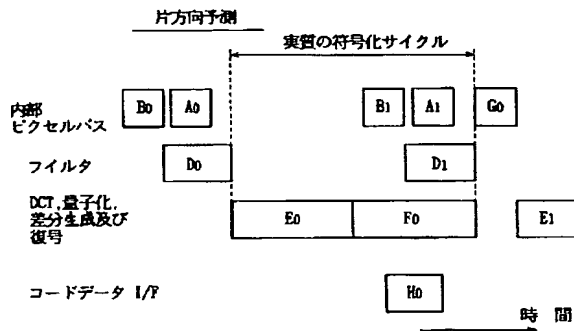 片方向予測
実質の符号化サイクル
内部
ピクセルバス
B0 A0 B1 A1 G0
フイルタ
D0 D1
DCT,量子化,
差分生成及び
復号
E0 F0 E1
コードデータ I/F
H0
時 間